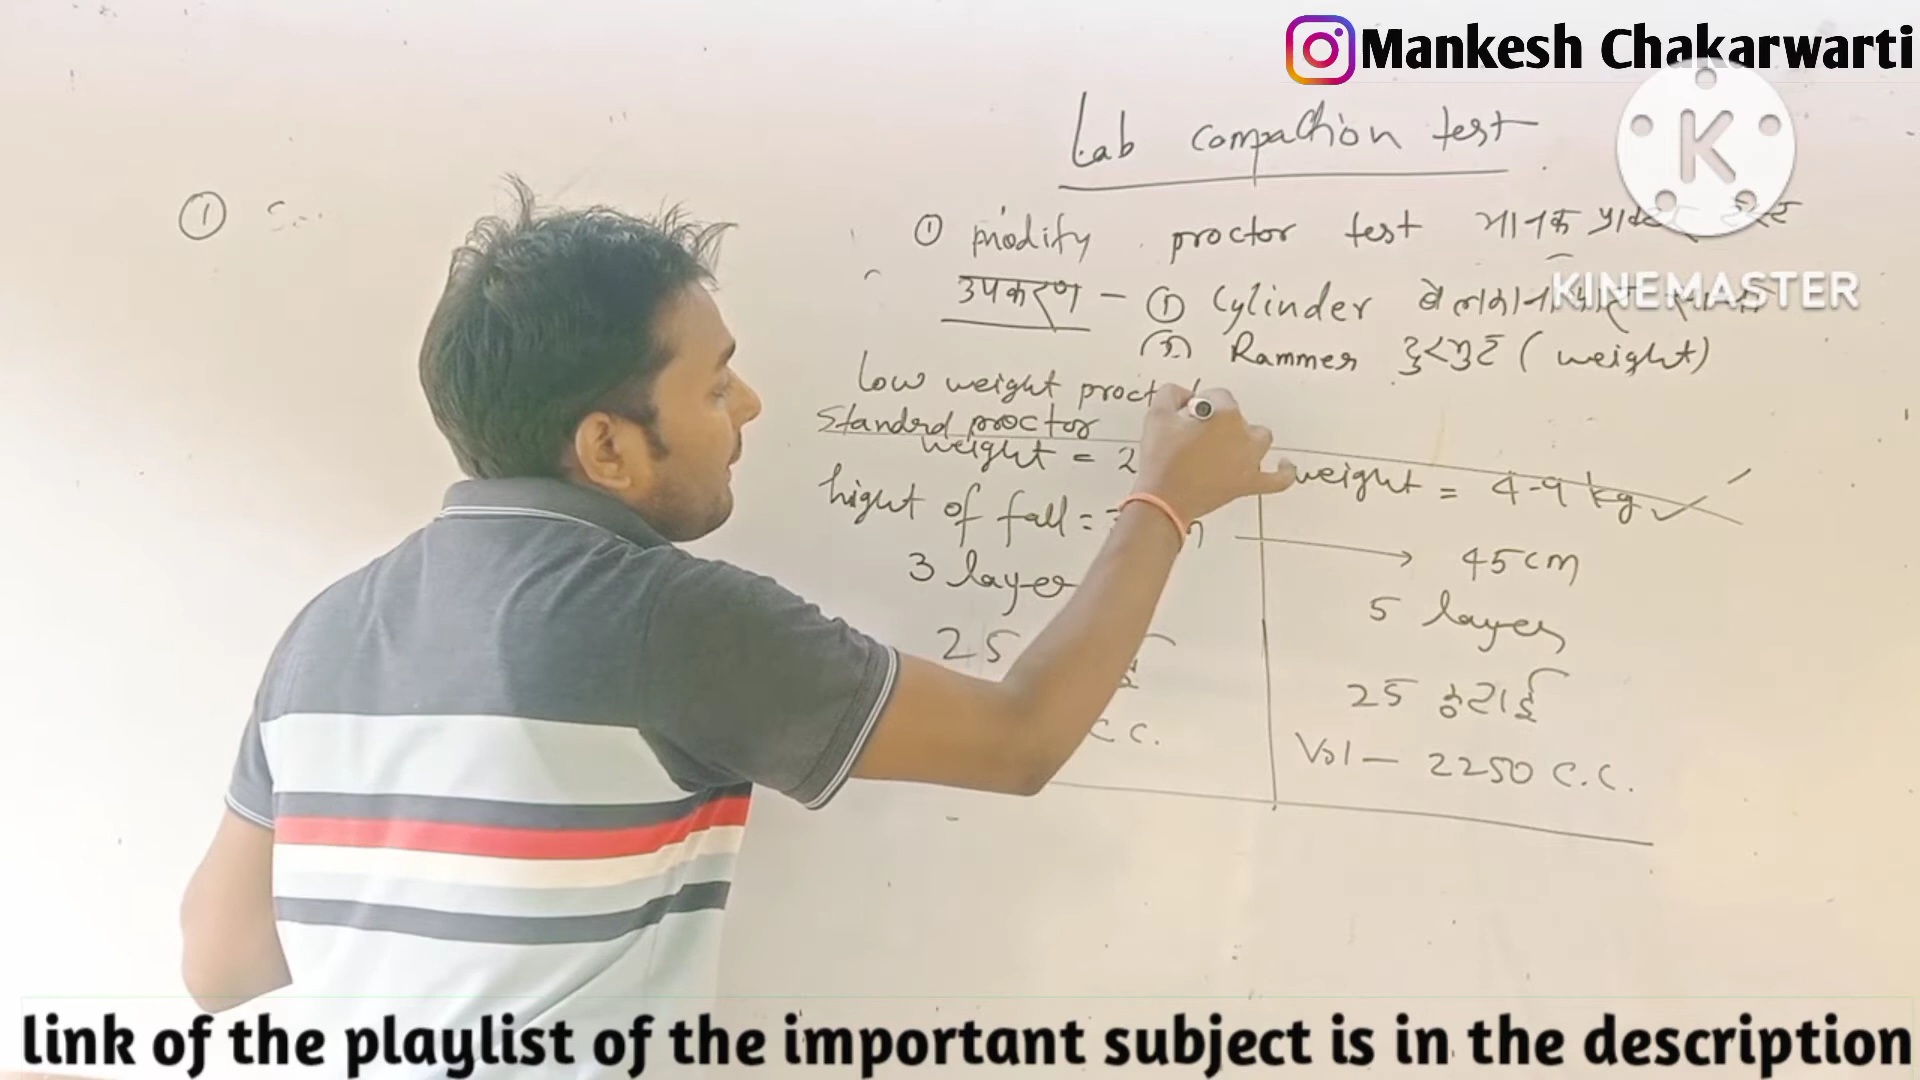 Mankesh Chakarwarti
K
KINEMASTER
Lab compaction test
① modify proctor test मानक
उपकरण - ① Cylinder
② Rammer दुरमुट (weight)
Low weight proct
Standrd proctor
weight = 2
weight = 4-9 kg ✓
hight of fall =
45 cm
3 layer
5 layer
25
25 कुटाई
C.C.
Vol - 2250 C.C.
①
link of the playlist of the important subject is in the description